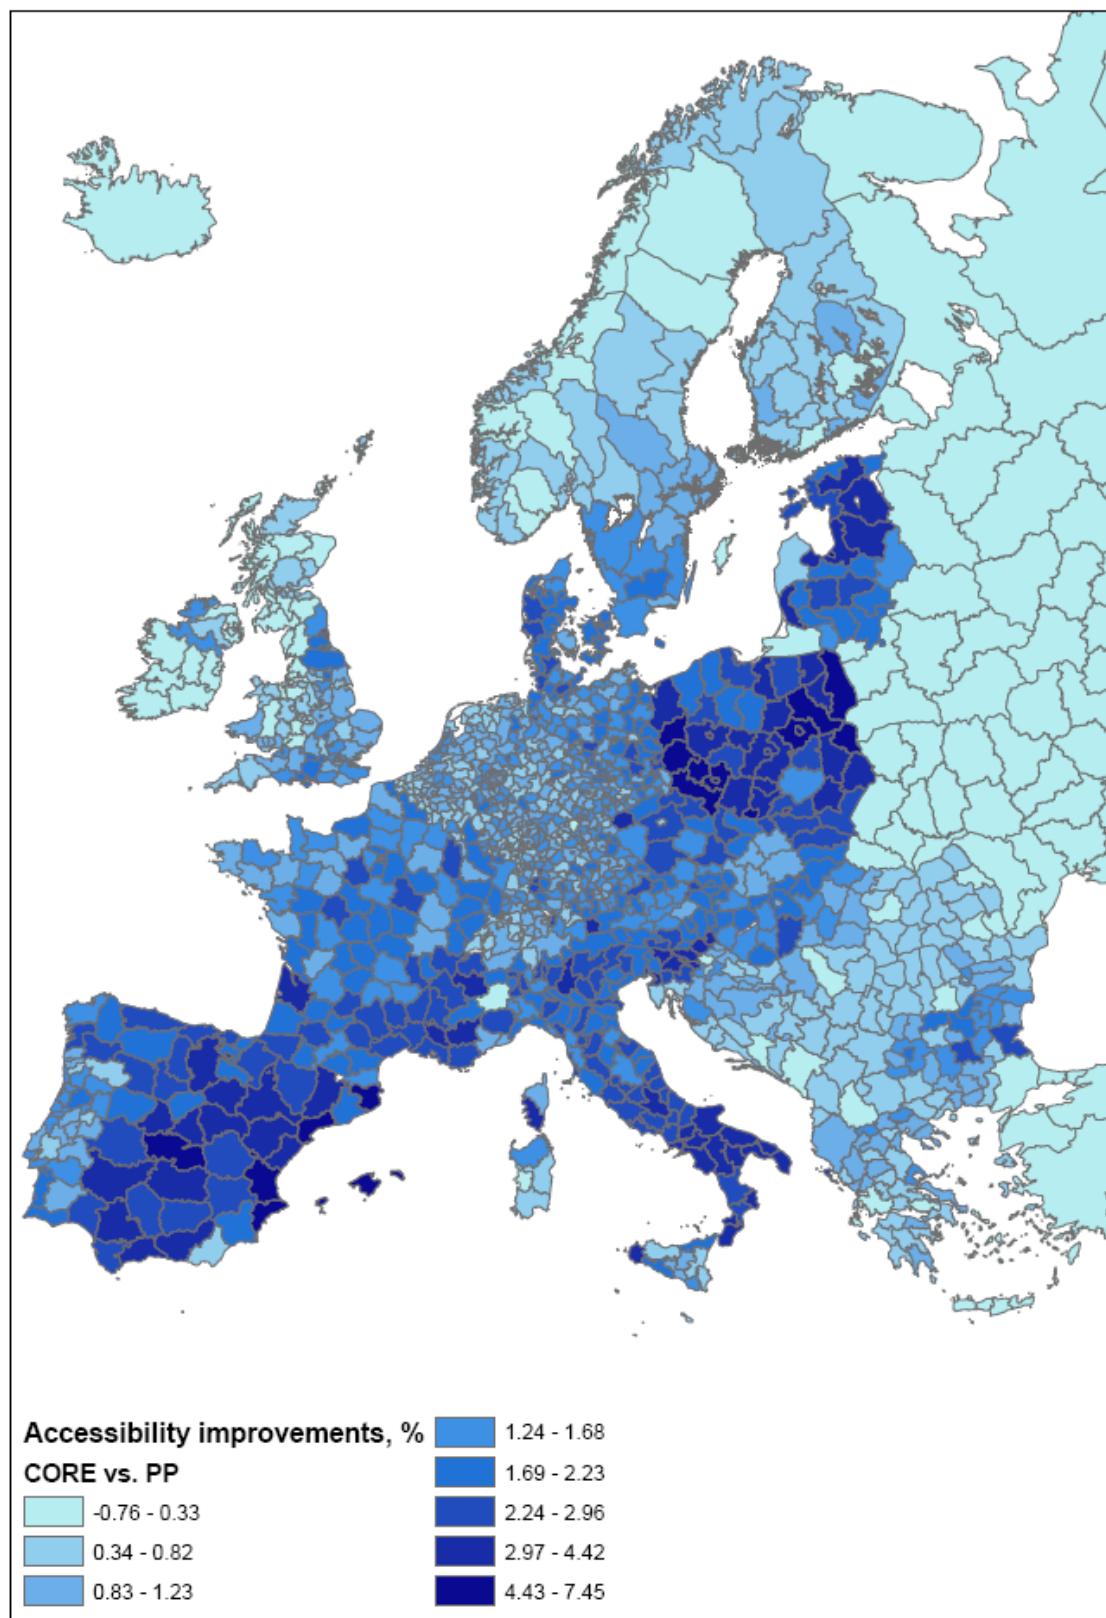 Accessibility improvements, %
CORE vs. PP
-0.76 - 0.33
0.34 - 0.82
0.83 - 1.23
1.24 - 1.68
1.69 - 2.23
2.24 - 2.96
2.97 - 4.42
4.43 - 7.45